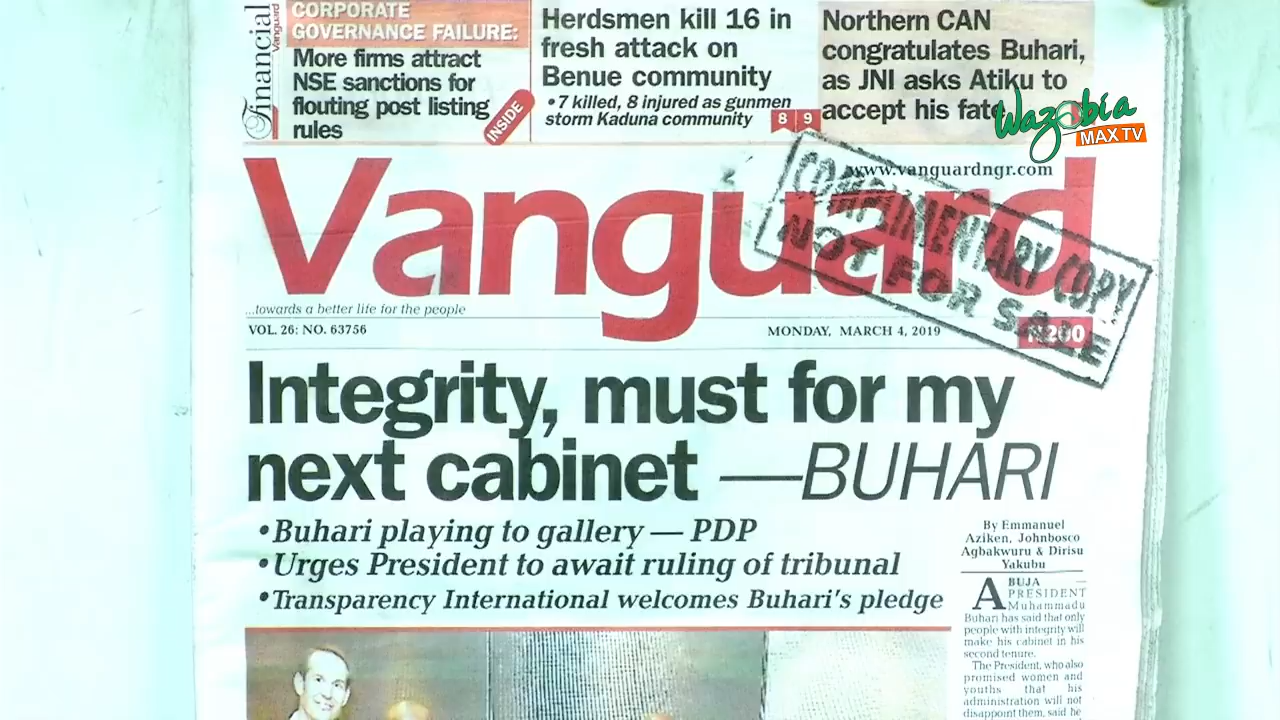 Financial
Vanguard
CORPORATE
GOVERNANCE FAILURE:
More firms attract
NSE sanctions for
flouting post listing
rules
INSIDE
Herdsmen kill 16 in
fresh attack on
Benue community
•7 killed, 8 injured as gunmen
storm Kaduna community
8 9
Northern CAN
congratulates Buhari,
as JNI asks Atiku to
accept his fate
Wazobia
MAX TV
www.vanguardngr.com
Vanguard
COMPLIMENTARY COPY
NOT FOR SALE
...towards a better life for the people
VOL. 26: NO. 63756
MONDAY, MARCH 4, 2019
N200
Integrity, must for my
next cabinet —BUHARI
•Buhari playing to gallery — PDP
•Urges President to await ruling of tribunal
•Transparency International welcomes Buhari's pledge
By Emmanuel
Aziken, Johnbosco
Agbakwuru & Dirisu
Yakubu
ABUJA —
PRESIDENT
Muhammadu
Buhari has said that only
people with integrity will
make his cabinet in his
second tenure.
The President, who also
promised women and
youths that his
administration will not
disappoint them, said he